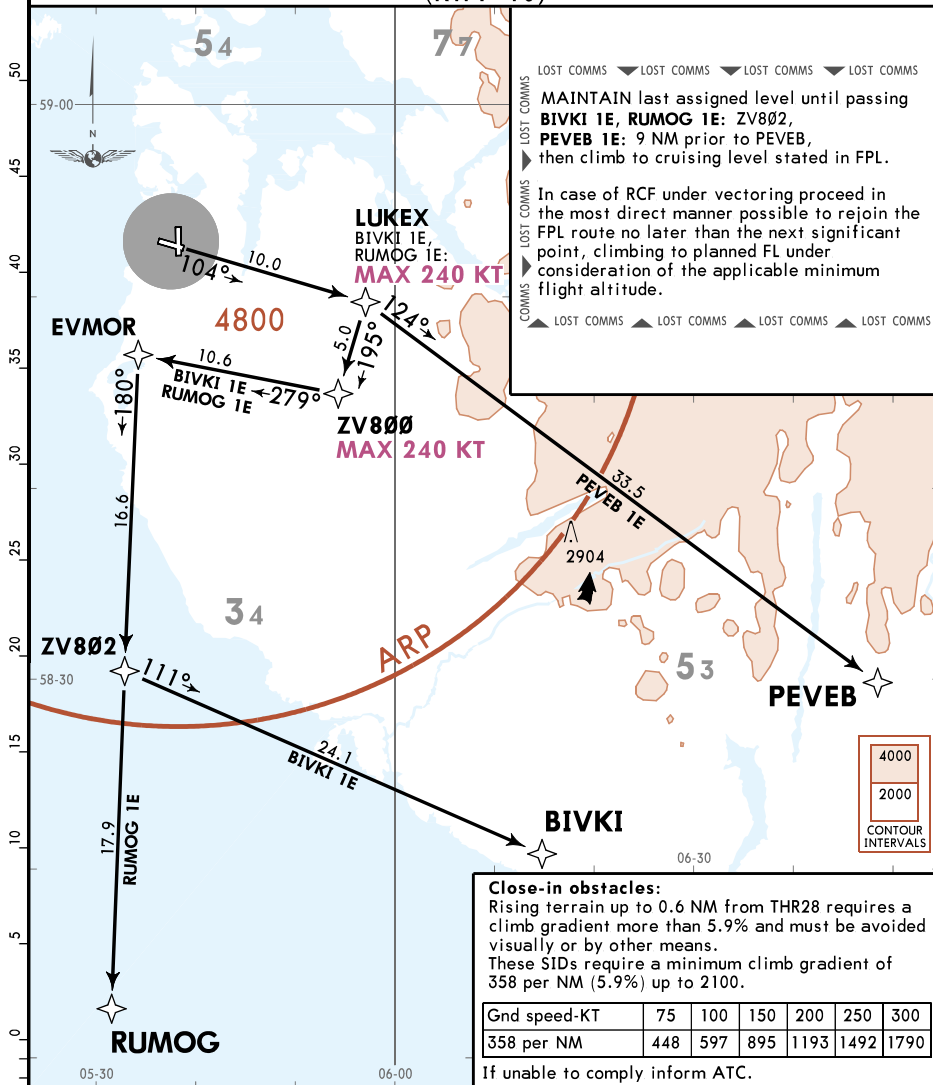 54
77
50
59-00
N
45
40
35
30
25
20
58-30
15
10
5
0
LOST COMMS LOST COMMS LOST COMMS LOST COMMS
LOST COMMS
MAINTAIN last assigned level until passing
BIVKI 1E, RUMOG 1E: ZV8Ø2,
PEVEB 1E: 9 NM prior to PEVEB,
then climb to cruising level stated in FPL.
LOST COMMS
In case of RCF under vectoring proceed in
the most direct manner possible to rejoin the
FPL route no later than the next significant
point, climbing to planned FL under
consideration of the applicable minimum
flight altitude.
COMMS
LOST COMMS LOST COMMS LOST COMMS LOST COMMS
LUKEX
BIVKI 1E,
RUMOG 1E:
MAX 240 KT
104°
10.0
124°
4800
5.0
195°
EVMOR
10.6
BIVKI 1E
RUMOG 1E
279°
180°
ZV8ØØ
MAX 240 KT
33.5
PEVEB 1E
16.6
2904
34
ARP
53
ZV8Ø2
111°
PEVEB
24.1
BIVKI 1E
4000
2000
CONTOUR
INTERVALS
17.9
RUMOG 1E
BIVKI
06-30
RUMOG
05-30
06-00
Close-in obstacles:
Rising terrain up to 0.6 NM from THR28 requires a
climb gradient more than 5.9% and must be avoided
visually or by other means.
These SIDs require a minimum climb gradient of
358 per NM (5.9%) up to 2100.
Gnd speed-KT 75 100 150 200 250 300
358 per NM 448 597 895 1193 1492 1790
If unable to comply inform ATC.